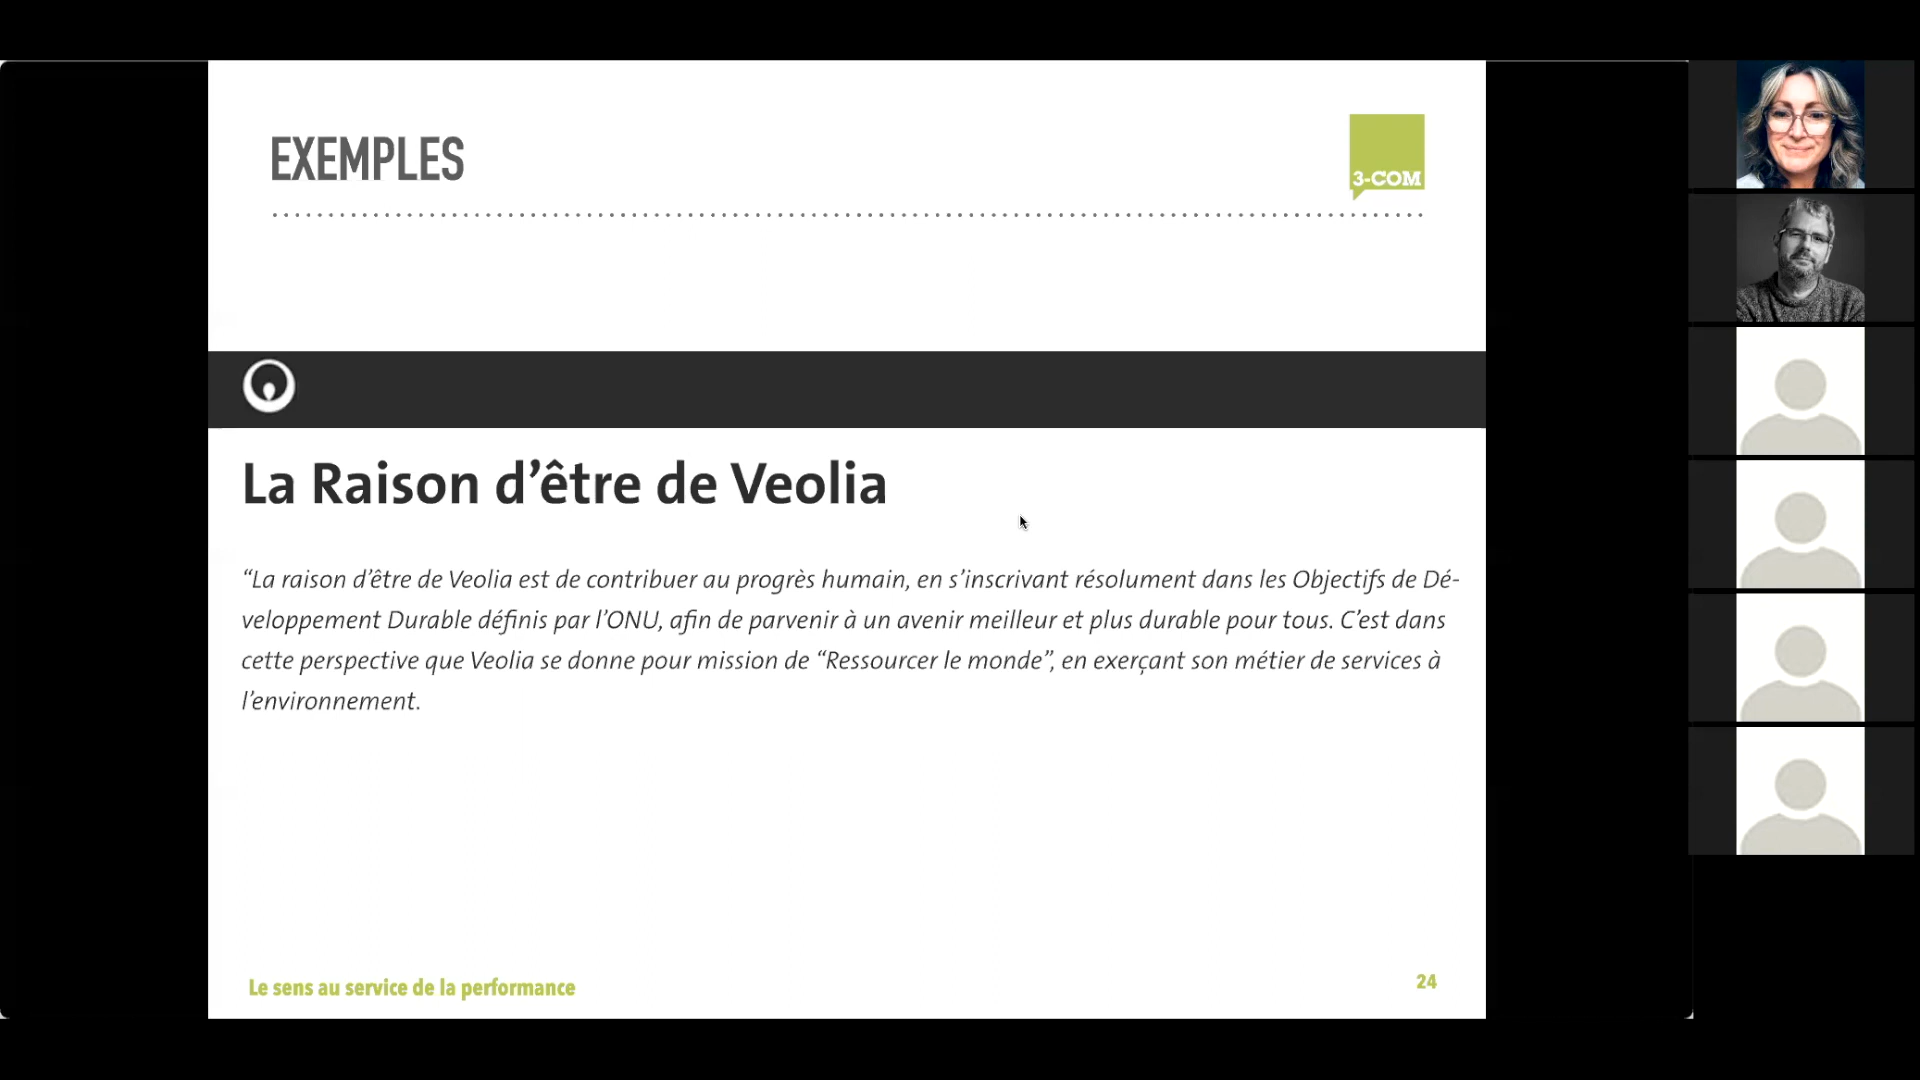 EXEMPLES
3-COM
La Raison d’être de Veolia
“La raison d’être de Veolia est de contribuer au progrès humain, en s’inscrivant résolument dans les Objectifs de Dé-
veloppement Durable définis par l’ONU, afin de parvenir à un avenir meilleur et plus durable pour tous. C’est dans
cette perspective que Veolia se donne pour mission de “Ressourcer le monde”, en exerçant son métier de services à
l’environnement.
Le sens au service de la performance
24